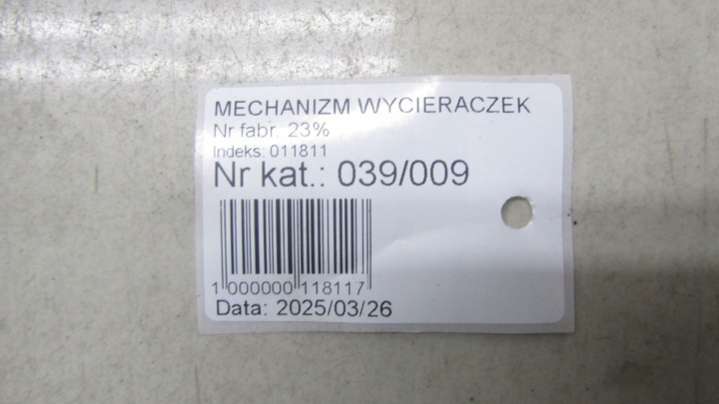 MECHANIZM WYCIERACZEK
Nr fabr. 23%
Indeks: 011811
Nr kat.: 039/009
1 000000 118117
Data: 2025/03/26